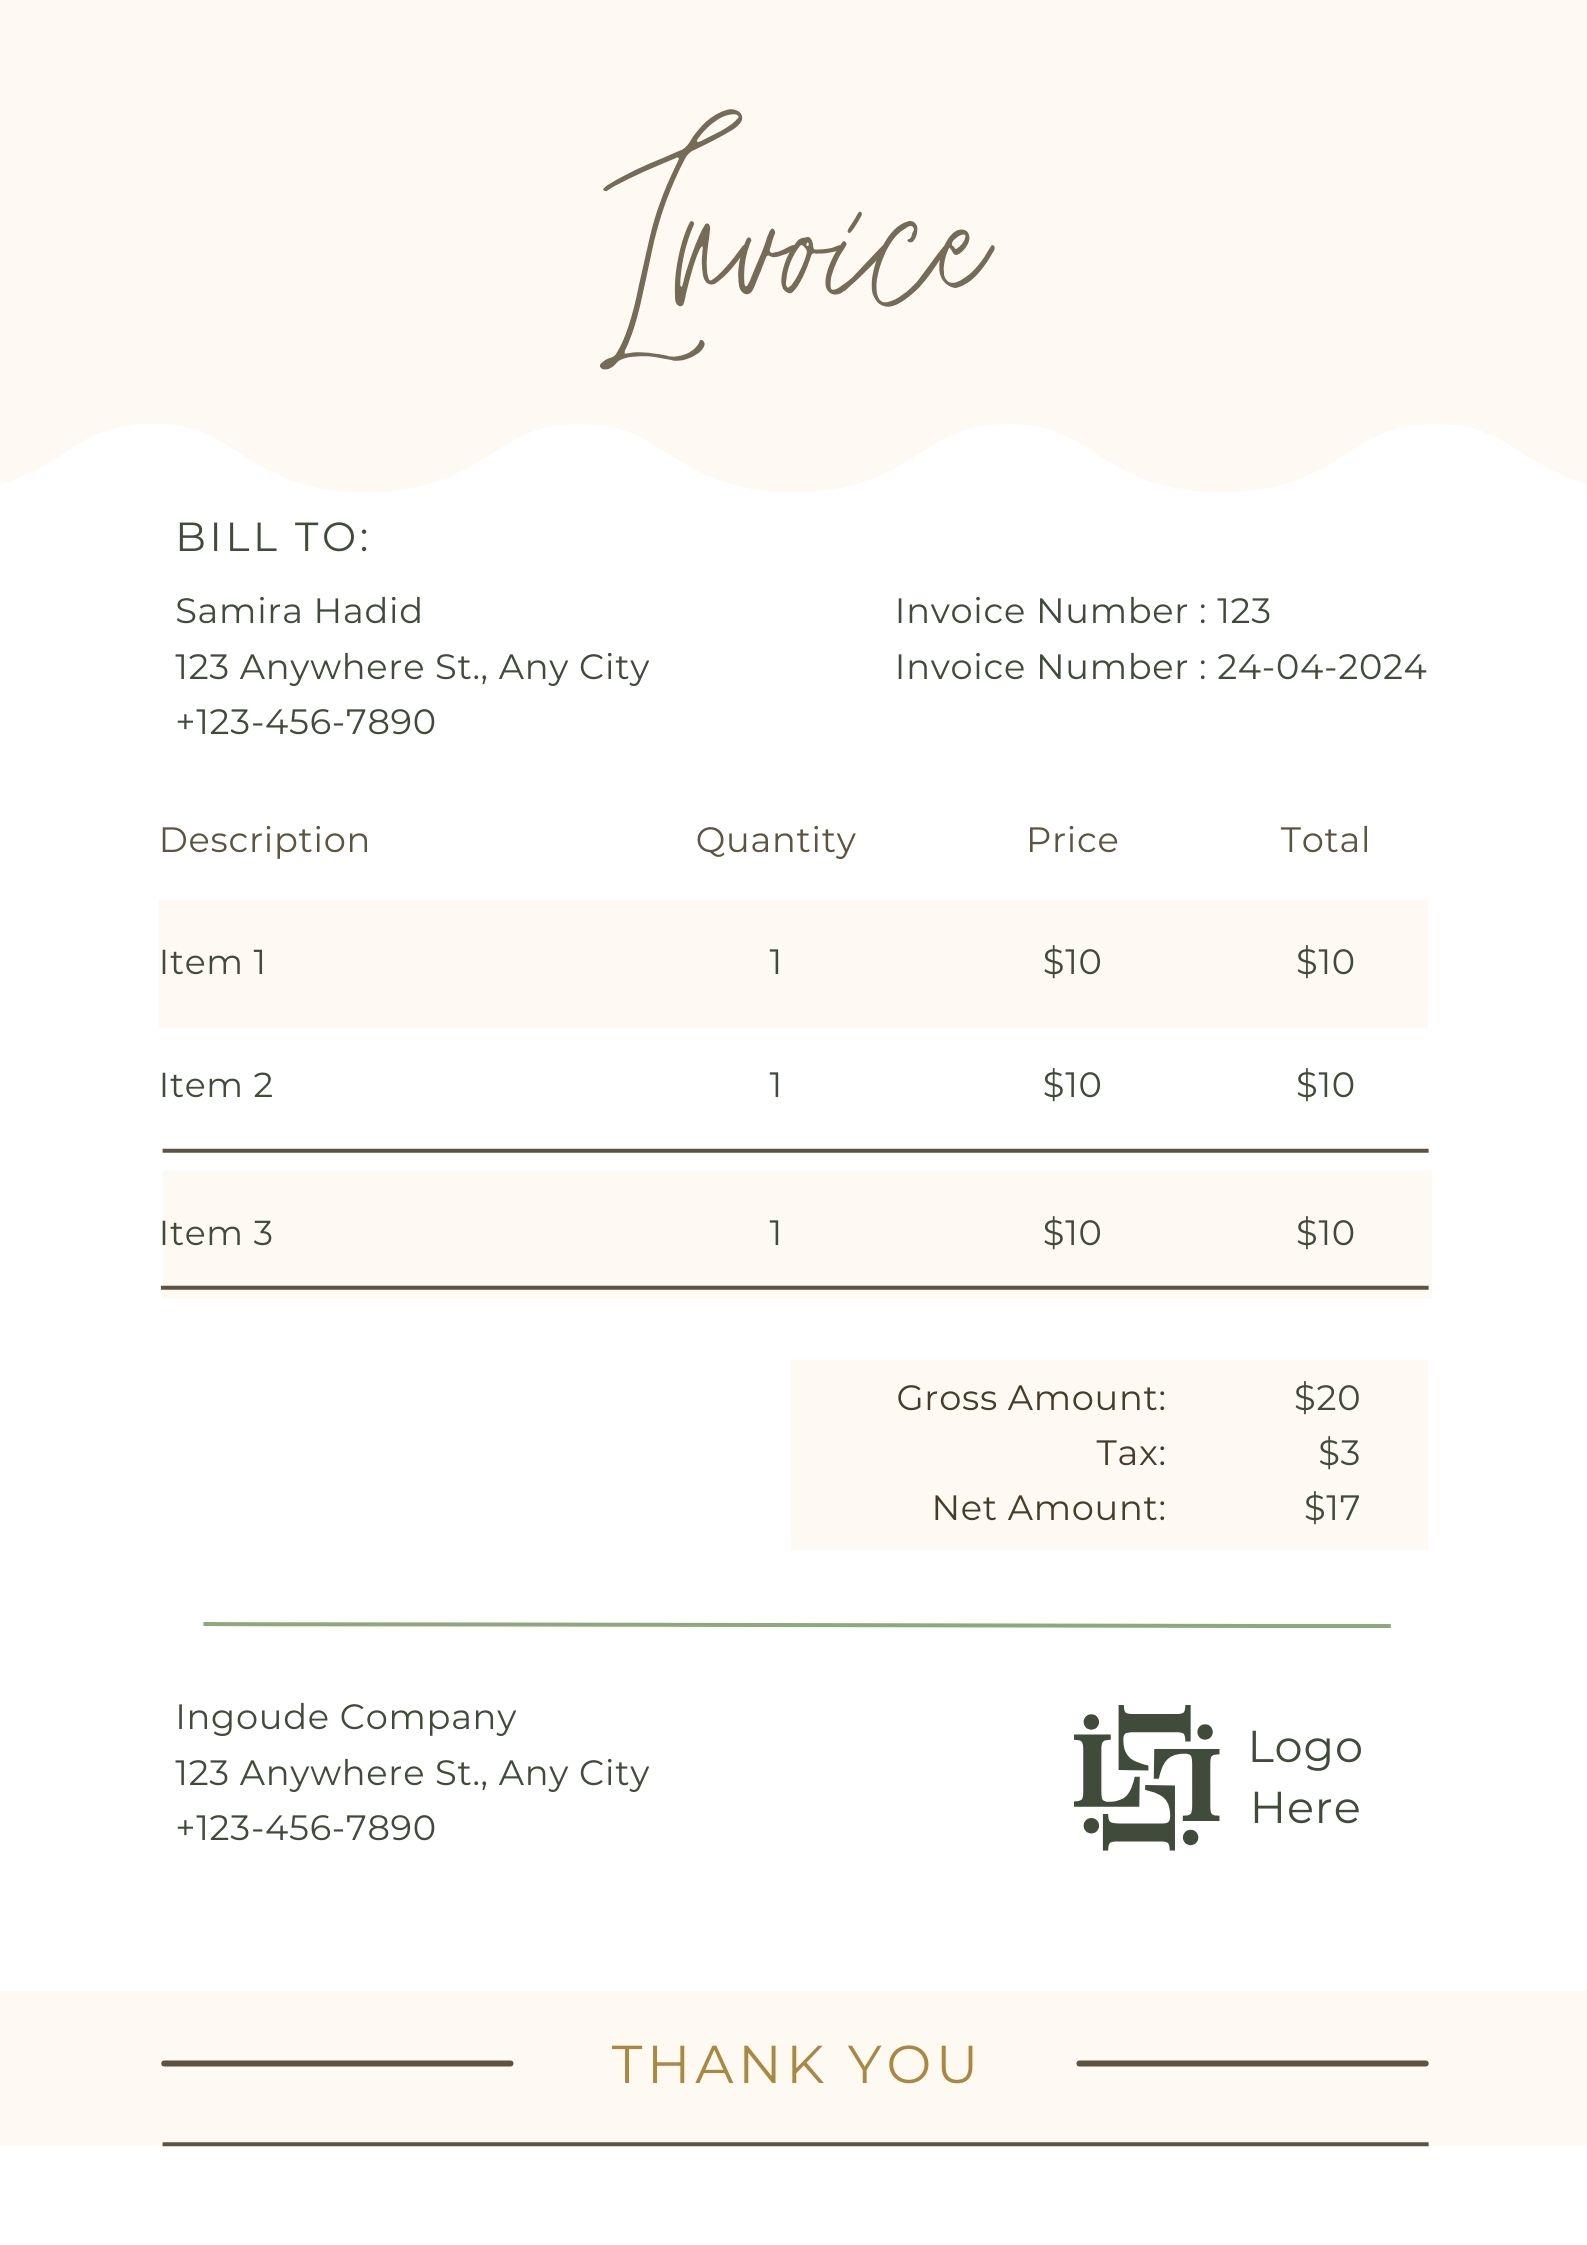 Invoice
BILL TO:
Samira Hadid
123 Anywhere St., Any City
+123-456-7890
Invoice Number : 123
Invoice Number : 24-04-2024
Description Quantity Price Total
Item 1 1 $10 $10
Item 2 1 $10 $10
Item 3 1 $10 $10
Gross Amount: $20
Tax: $3
Net Amount: $17
Ingoude Company
123 Anywhere St., Any City
+123-456-7890
Logo
Here
THANK YOU